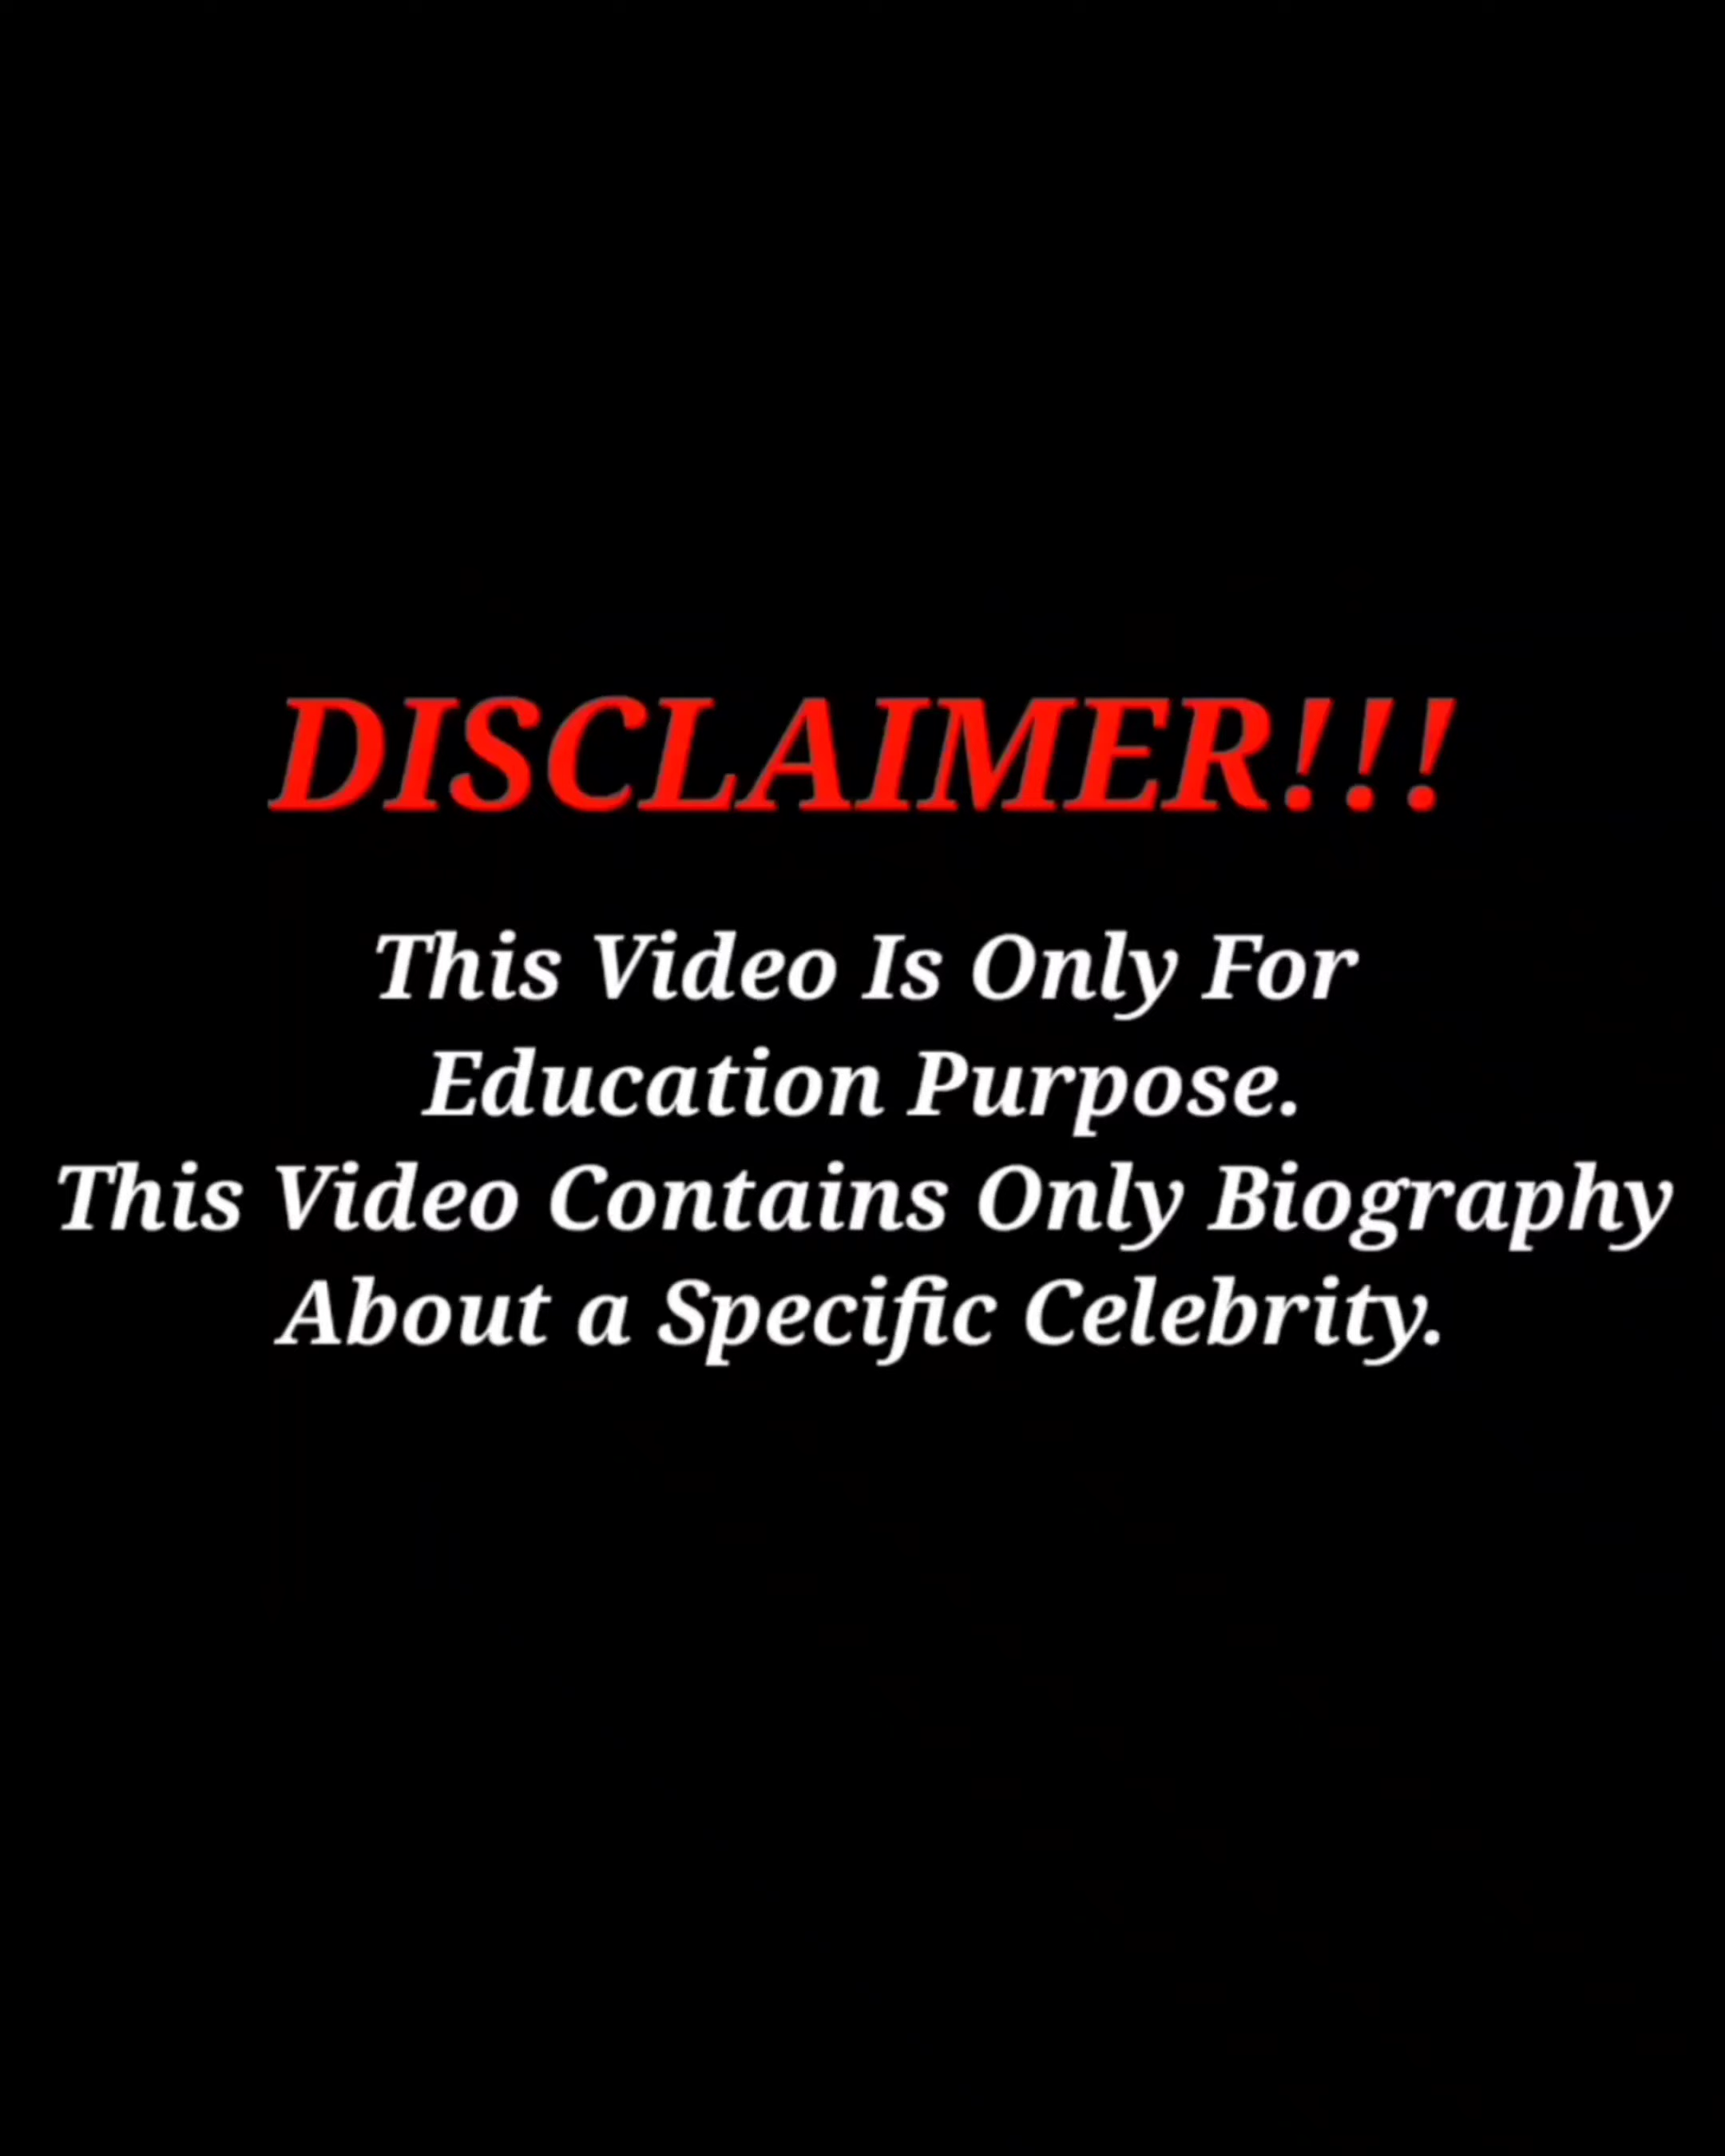 DISCLAIMER!!!
This Video Is Only For
Education Purpose.
This Video Contains Only Biography
About a Specific Celebrity.